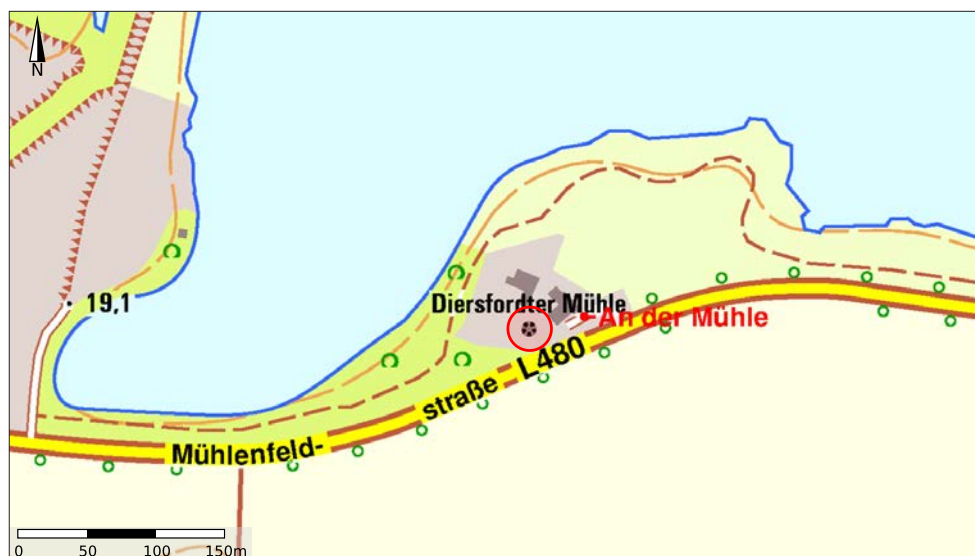 N
19,1
Diersfordter Mühle
An der Mühle
L480
straße
Mühlenfeld-
0 50 100 150m